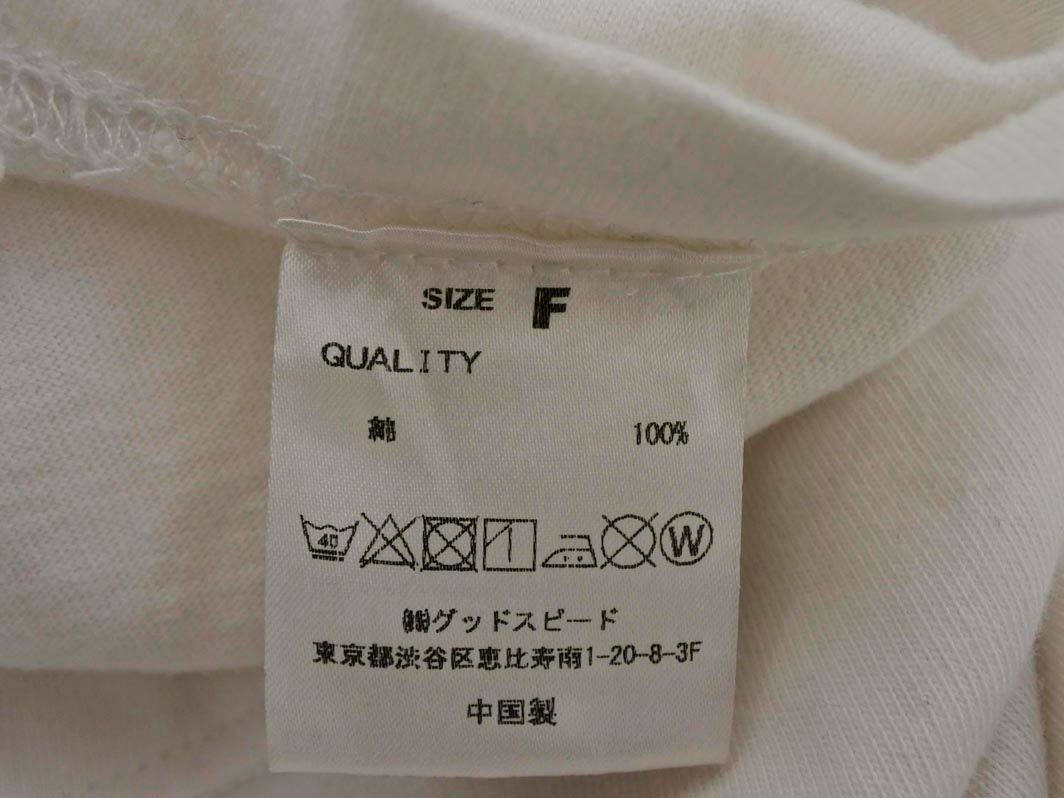 SIZE F
QUALITY
綿 100%
40 W
㈱グッドスピード
東京都渋谷区恵比寿南1-20-8-3F
中国製